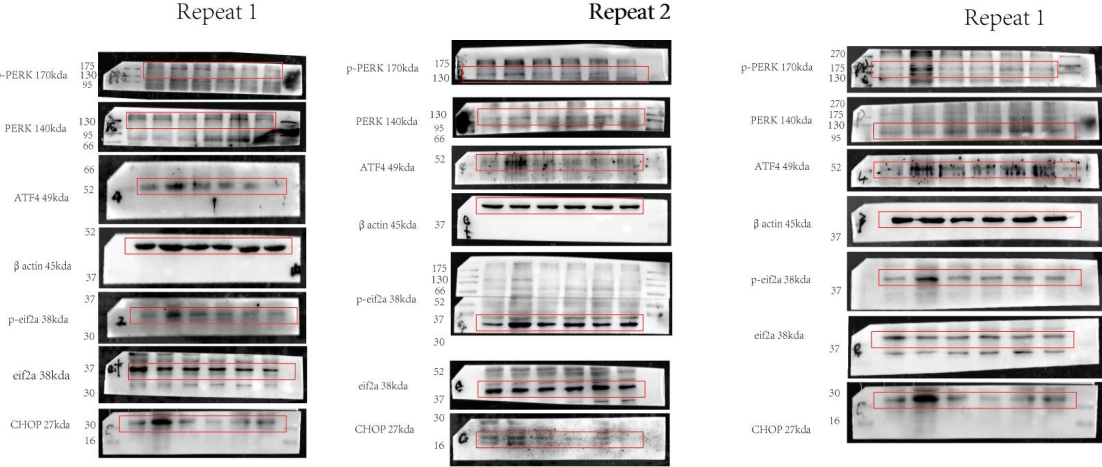 Repeat 1
p-PERK 170kda
175
130
95
PERK 140kda
130
95
66
ATF4 49kda
66
52
β actin 45kda
52
37
p-eif2a 38kda
37
30
2
eif2a 38kda
37
30
eif
CHOP 27kda
30
16
Repeat 2
p-PERK 170kda
175
130
PERK 140kda
130
95
ATF4 49kda
52
β actin 45kda
37
p-eif2a 38kda
175
130
66
52
37
30
eif2a 38kda
52
37
CHOP 27kda
30
16
Repeat 1
p-PERK 170kda
270
175
130
PERK 140kda
270
175
130
95
ATF4 49kda
52
β actin 45kda
37
p-eif2a 38kda
37
eif2a 38kda
37
CHOP 27kda
30
16